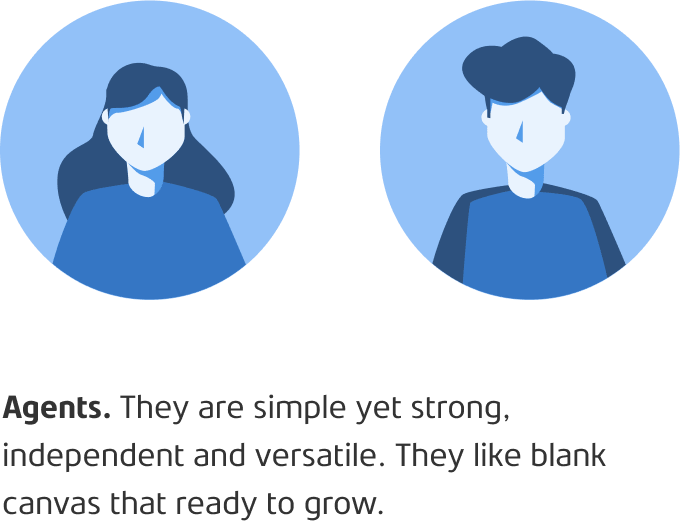 Agents. They are simple yet strong,
independent and versatile. They like blank
canvas that ready to grow.